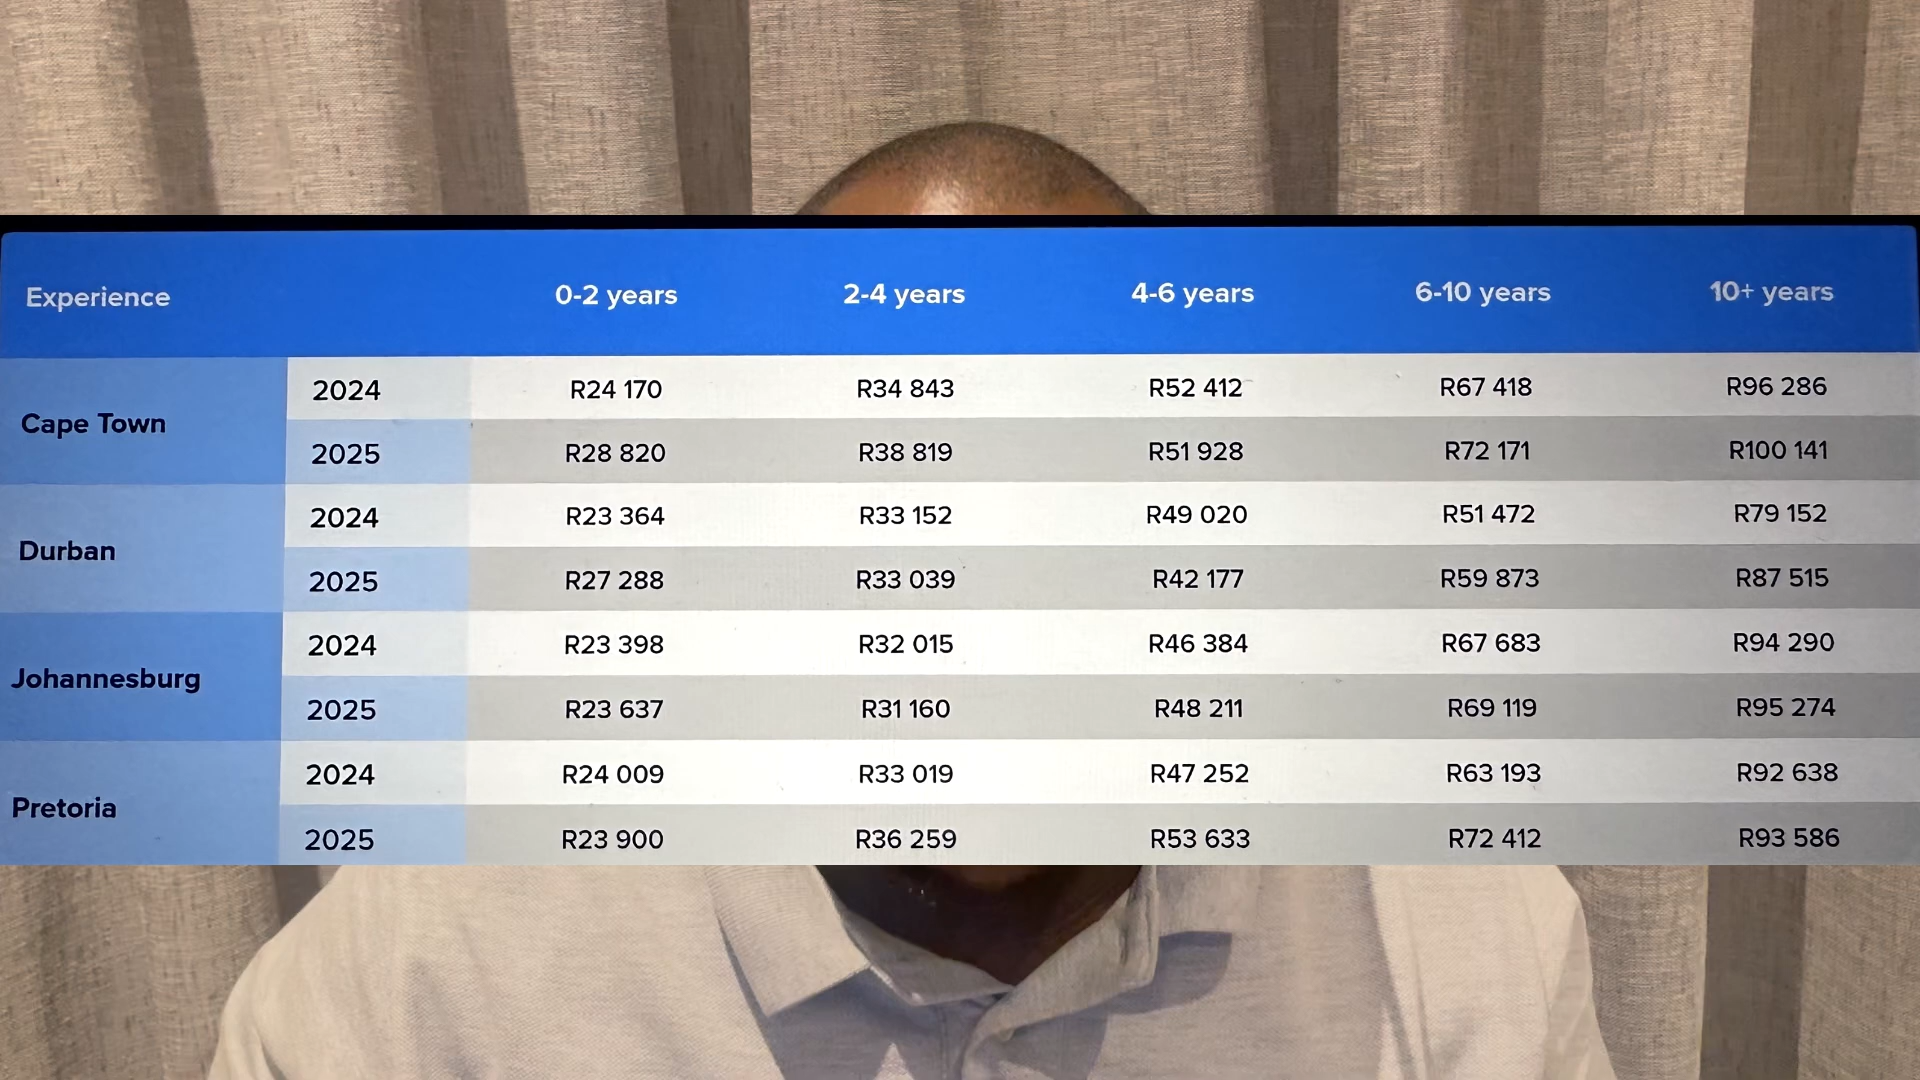 Experience 0-2 years 2-4 years 4-6 years 6-10 years 10+ years
Cape Town
2024 R24 170 R34 843 R52 412 R67 418 R96 286
2025 R28 820 R38 819 R51 928 R72 171 R100 141
Durban
2024 R23 364 R33 152 R49 020 R51 472 R79 152
2025 R27 288 R33 039 R42 177 R59 873 R87 515
Johannesburg
2024 R23 398 R32 015 R46 384 R67 683 R94 290
2025 R23 637 R31 160 R48 211 R69 119 R95 274
Pretoria
2024 R24 009 R33 019 R47 252 R63 193 R92 638
2025 R23 900 R36 259 R53 633 R72 412 R93 586